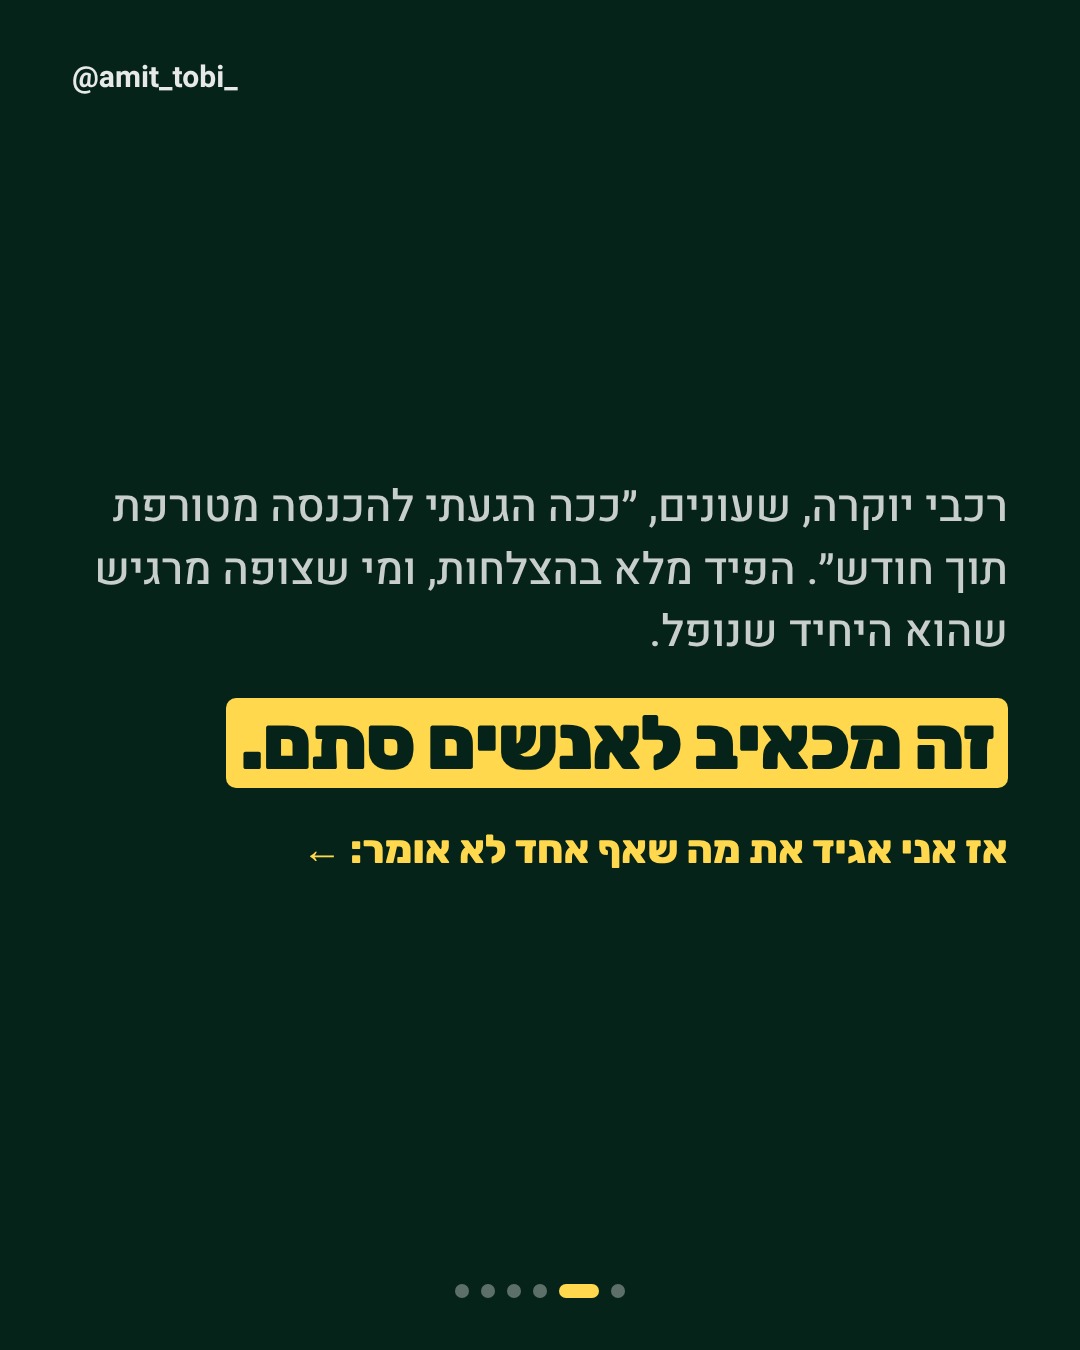 @amit_tobi_
רכבי יוקרה, שעונים, ״ככה הגעתי להכנסה מטורפת
תוך חודש״. הפיד מלא בהצלחות, ומי שצופה מרגיש
שהוא היחיד שנופל.
זה מכאיב לאנשים סתם.
אז אני אגיד את מה שאף אחד לא אומר: ←